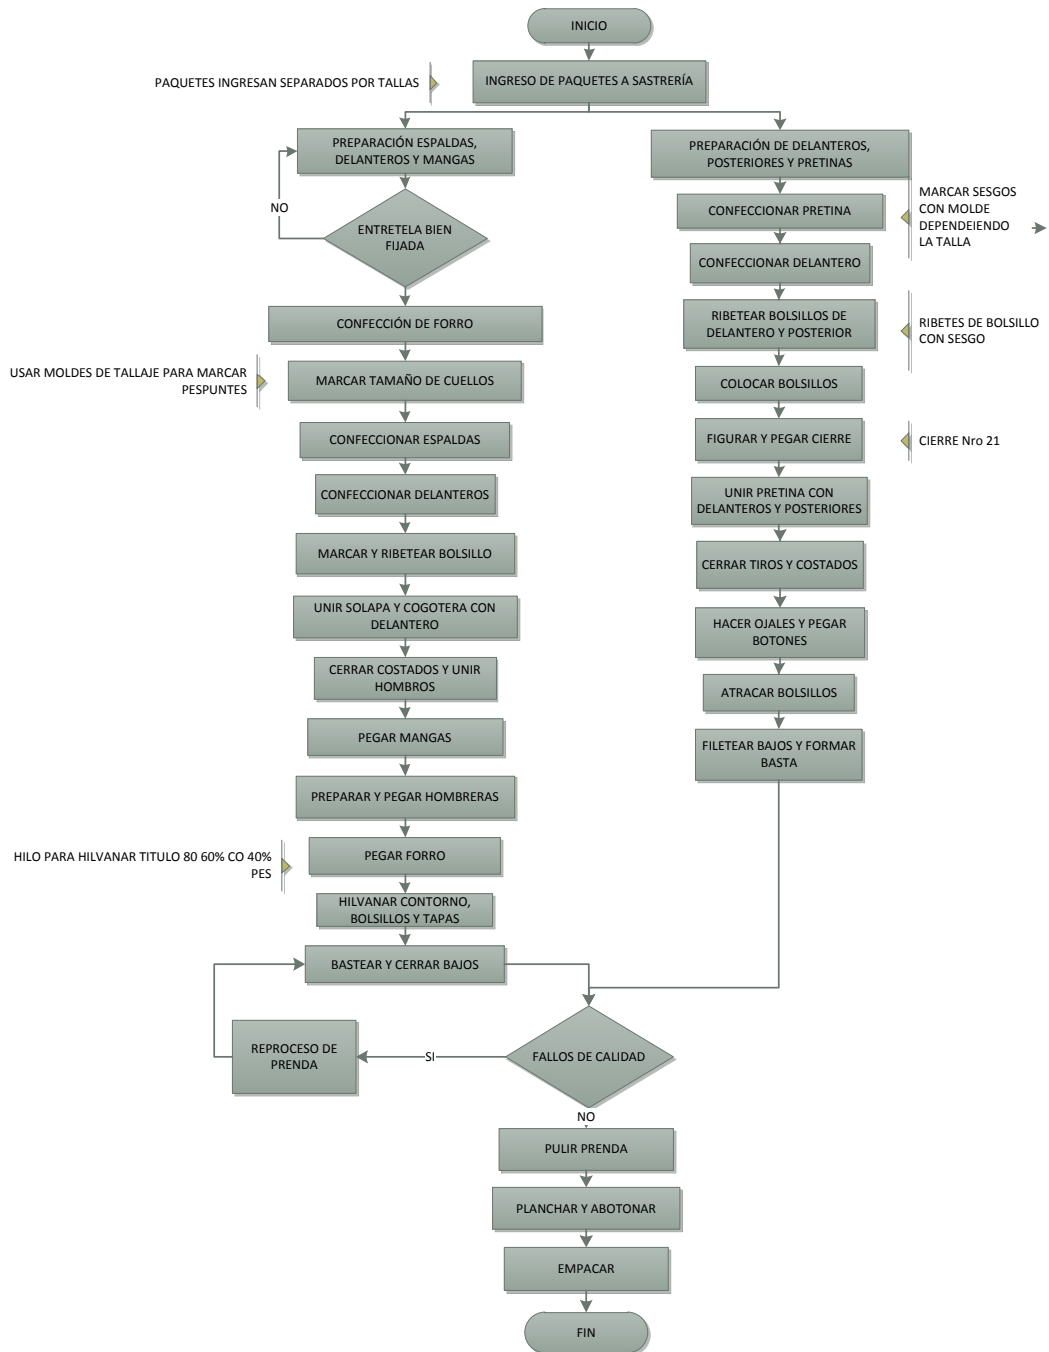 INICIO
PAQUETES INGRESAN SEPARADOS POR TALLAS
INGRESO DE PAQUETES A SASTRERÍA
PREPARACIÓN ESPALDAS,
DELANTEROS Y MANGAS
NO
ENTRETELA BIEN
FIJADA
CONFECCIÓN DE FORRO
USAR MOLDES DE TALLAJE PARA MARCAR
PESPUNTES
MARCAR TAMAÑO DE CUELLOS
CONFECCIONAR ESPALDAS
CONFECCIONAR DELANTEROS
MARCAR Y RIBETEAR BOLSILLO
UNIR SOLAPA Y COGOTERA CON
DELANTERO
CERRAR COSTADOS Y UNIR
HOMBROS
PEGAR MANGAS
PREPARAR Y PEGAR HOMBRERAS
HILO PARA HILVANAR TITULO 80 60% CO 40%
PES
PEGAR FORRO
HILVANAR CONTORNO,
BOLSILLOS Y TAPAS
BASTEAR Y CERRAR BAJOS
PREPARACIÓN DE DELANTEROS,
POSTERIORES Y PRETINAS
CONFECCIONAR PRETINA
MARCAR SESGOS
CON MOLDE
DEPENDEIENDO
LA TALLA
CONFECCIONAR DELANTERO
RIBETEAR BOLSILLOS DE
DELANTERO Y POSTERIOR
RIBETES DE BOLSILLO
CON SESGO
COLOCAR BOLSILLOS
FIGURAR Y PEGAR CIERRE
CIERRE Nro 21
UNIR PRETINA CON
DELANTEROS Y POSTERIORES
CERRAR TIROS Y COSTADOS
HACER OJALES Y PEGAR
BOTONES
ATRACAR BOLSILLOS
FILETEAR BAJOS Y FORMAR
BASTA
FALLOS DE CALIDAD
SI
REPROCESO DE
PRENDA
NO
PULIR PRENDA
PLANCHAR Y ABOTONAR
EMPACAR
FIN